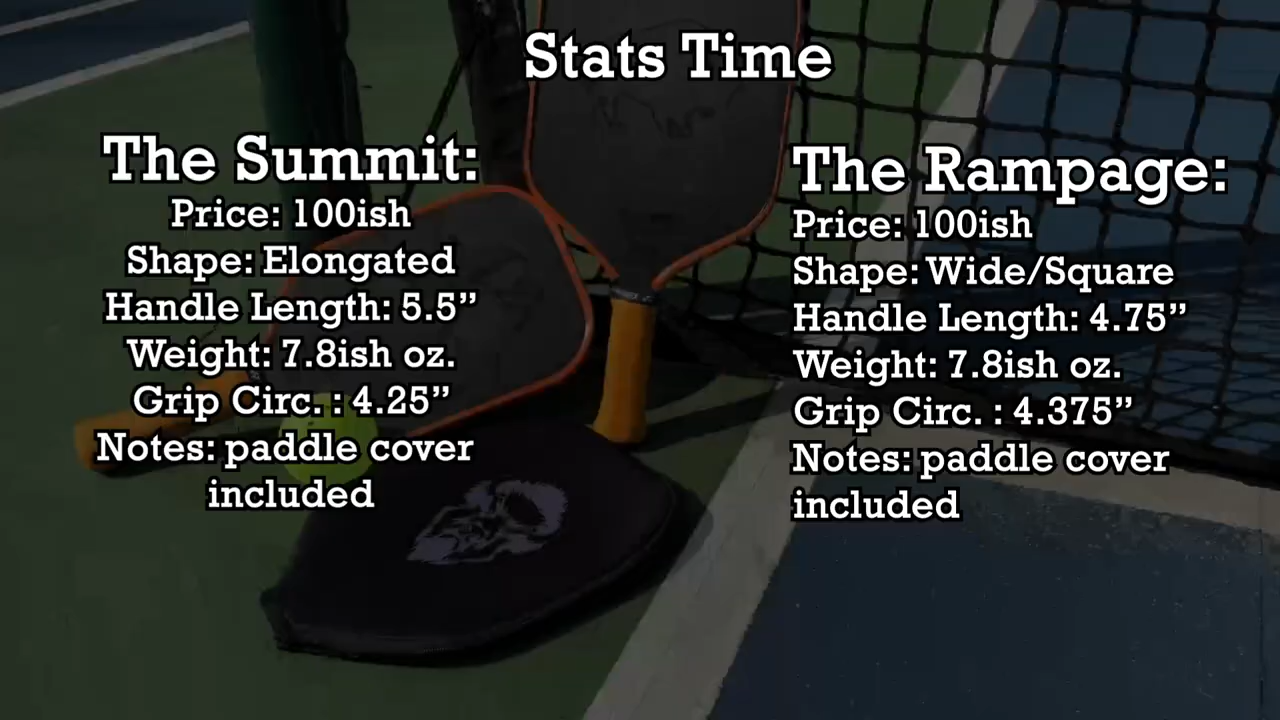 Stats Time
The Summit:
Price: 100ish
Shape: Elongated
Handle Length: 5.5”
Weight: 7.8ish oz.
Grip Circ. : 4.25”
Notes: paddle cover
included
The Rampage:
Price: 100ish
Shape: Wide/Square
Handle Length: 4.75”
Weight: 7.8ish oz.
Grip Circ. : 4.375”
Notes: paddle cover
included